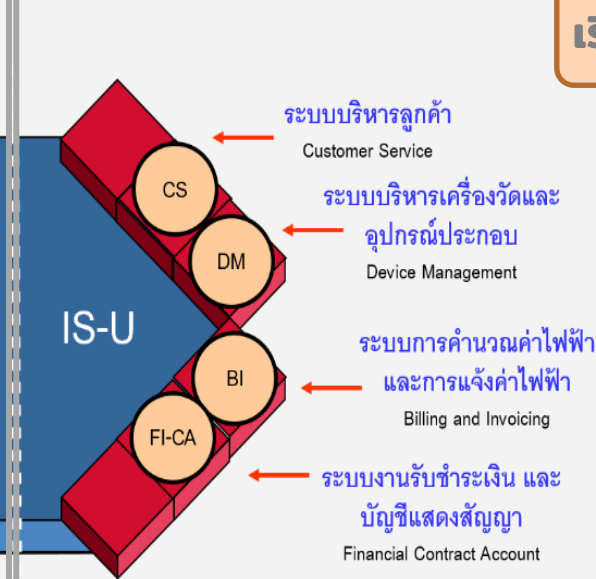 ระบบบริหารลูกค้า
Customer Service
CS
ระบบบริหารเครื่องวัดและ
อุปกรณ์ประกอบ
Device Management
DM
IS-U
ระบบการคำนวณค่าไฟฟ้า
และการแจ้งค่าไฟฟ้า
Billing and Invoicing
BI
FI-CA
ระบบงานรับชำระเงิน และ
บัญชีแสดงสัญญา
Financial Contract Account